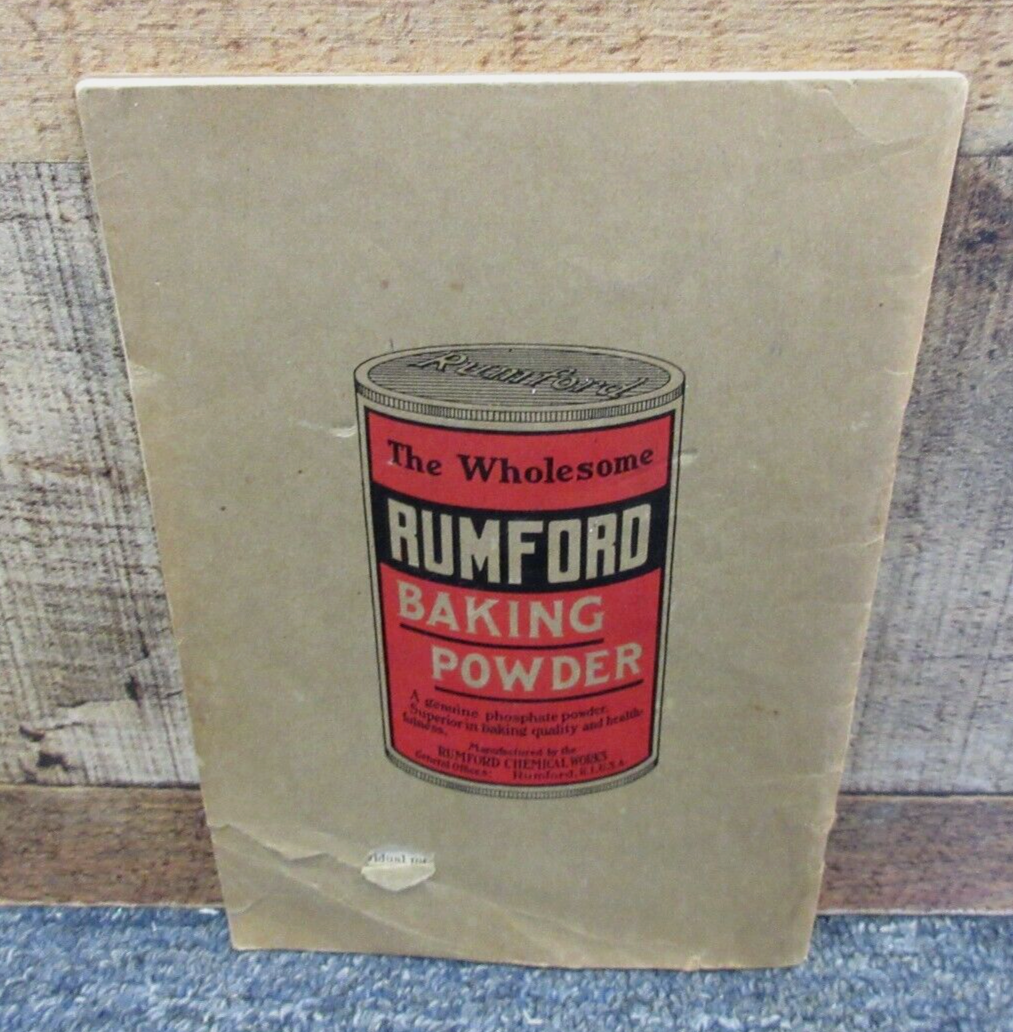 Rumford
The Wholesome
RUMFORD
BAKING
POWDER
A genuine phosphate powder.
Superior in baking quality and health-
fulness.
Manufactured by the
RUMFORD CHEMICAL WORKS
General Offices: Rumford, R.I. U.S.A.